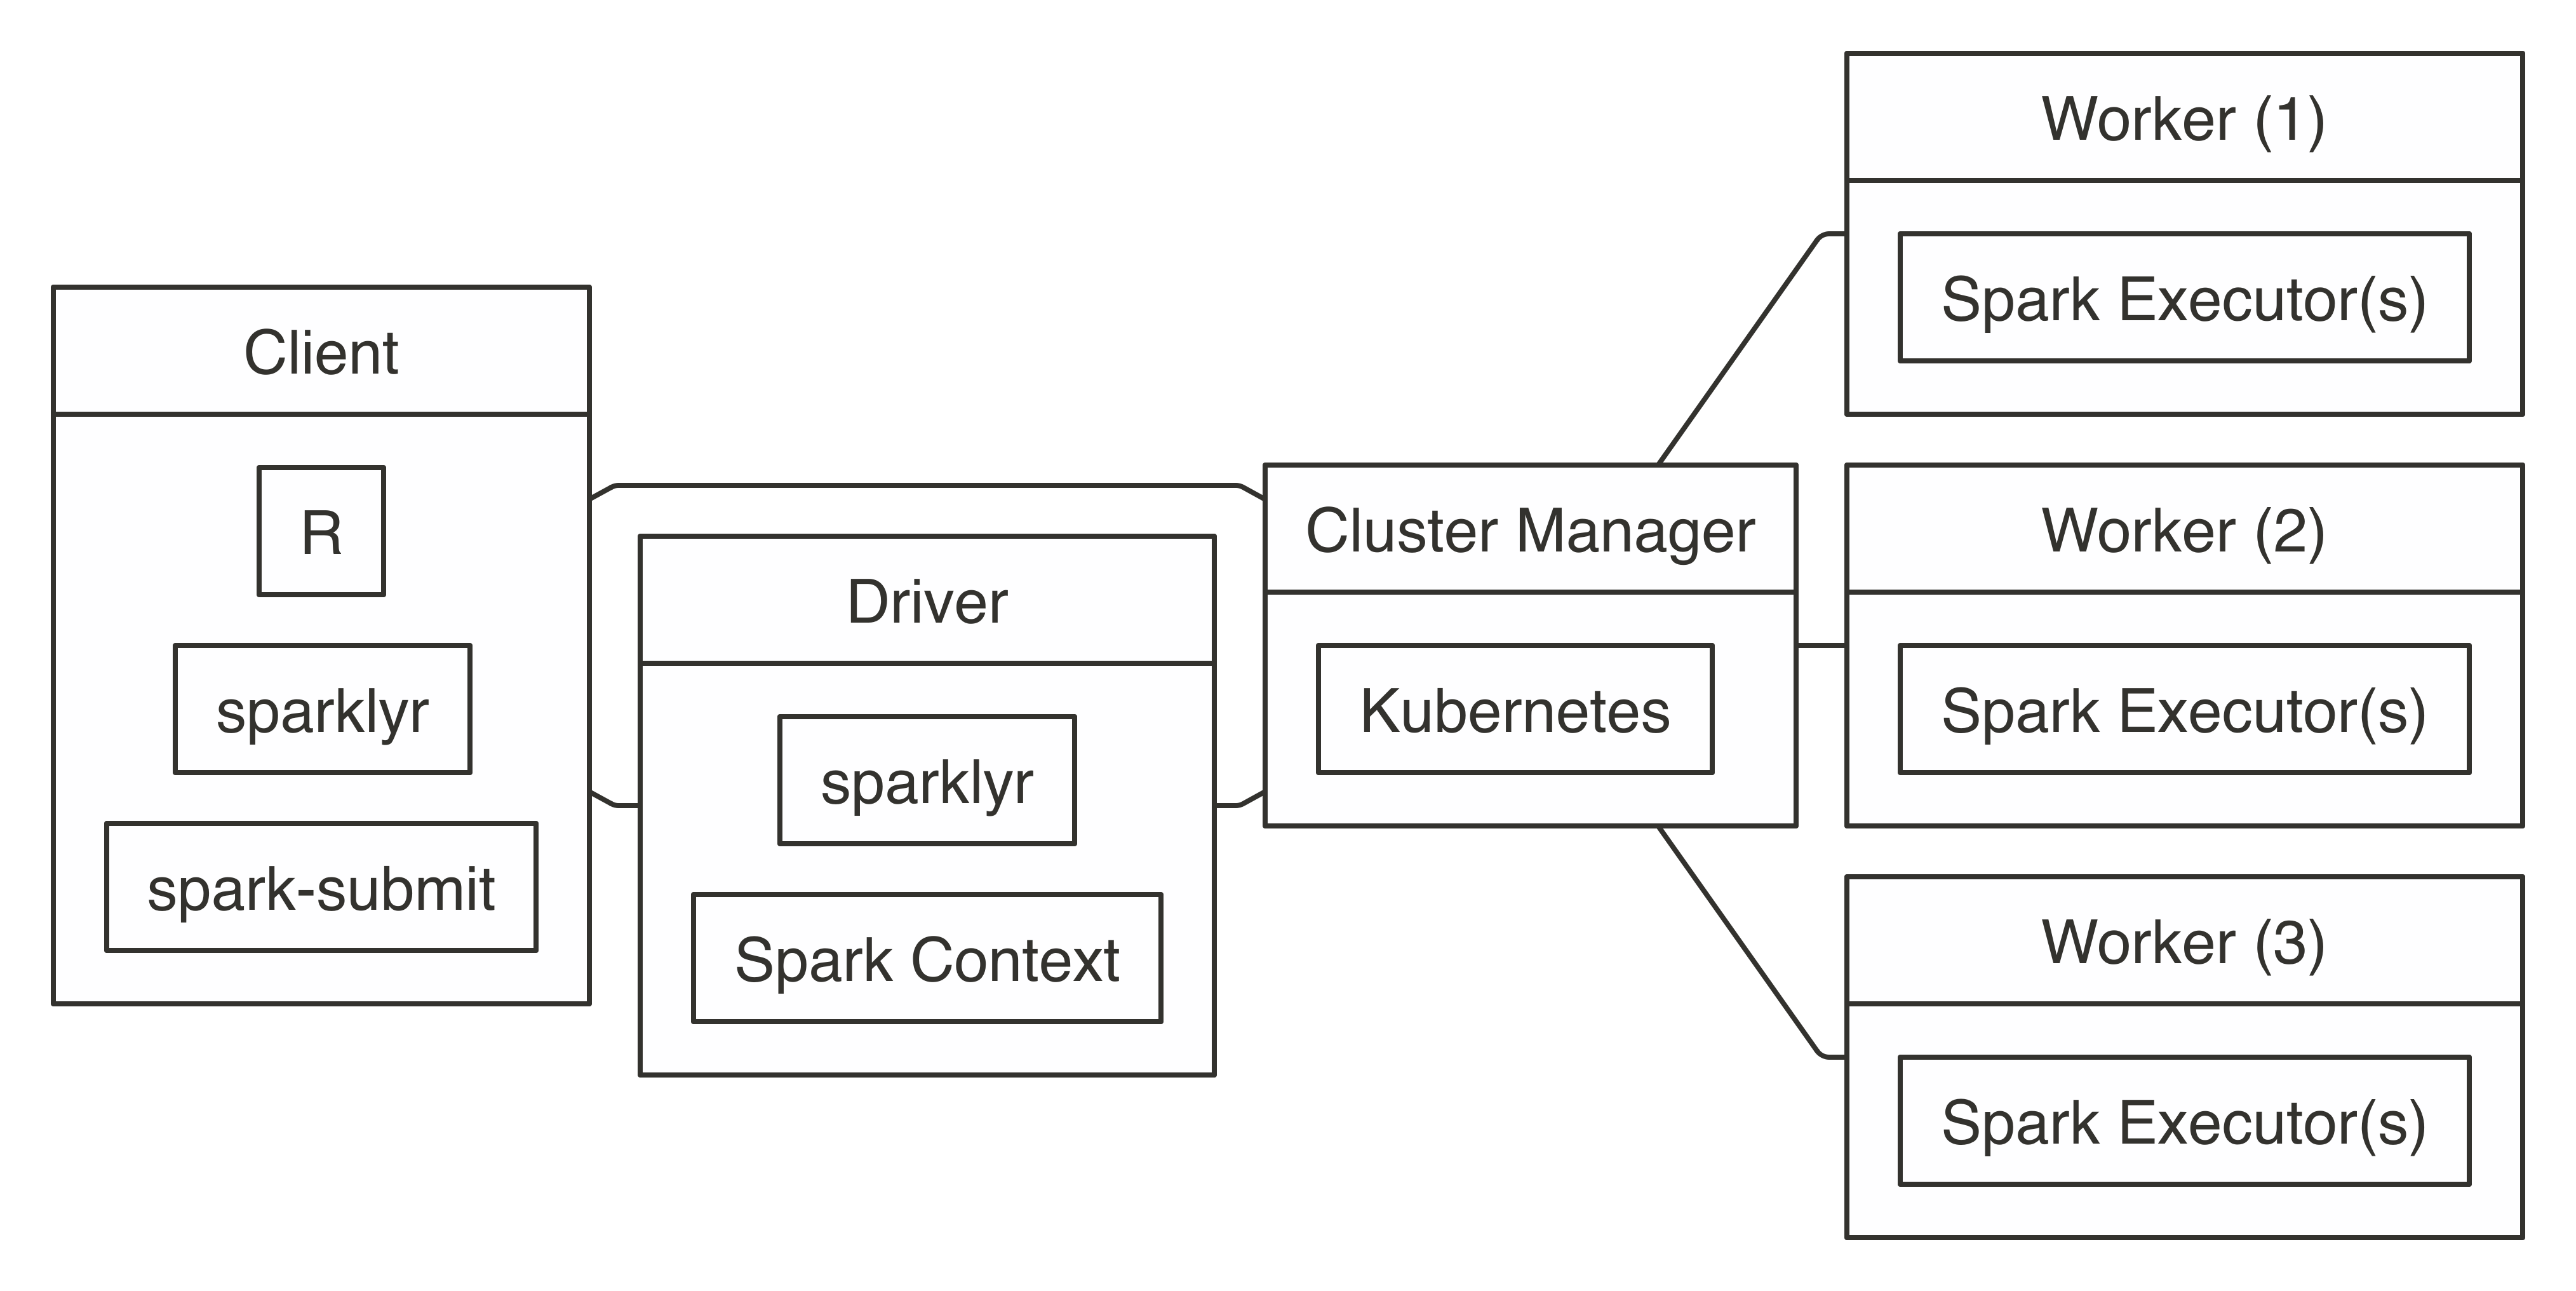 Client
R
sparklyr
spark-submit
Driver
sparklyr
Spark Context
Cluster Manager
Kubernetes
Worker (1)
Spark Executor(s)
Worker (2)
Spark Executor(s)
Worker (3)
Spark Executor(s)